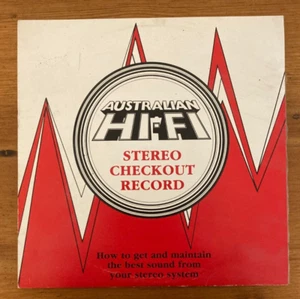 AUSTRALIAN
HI-FI
STEREO
CHECKOUT
RECORD
How to get and maintain
the best sound from
your stereo system